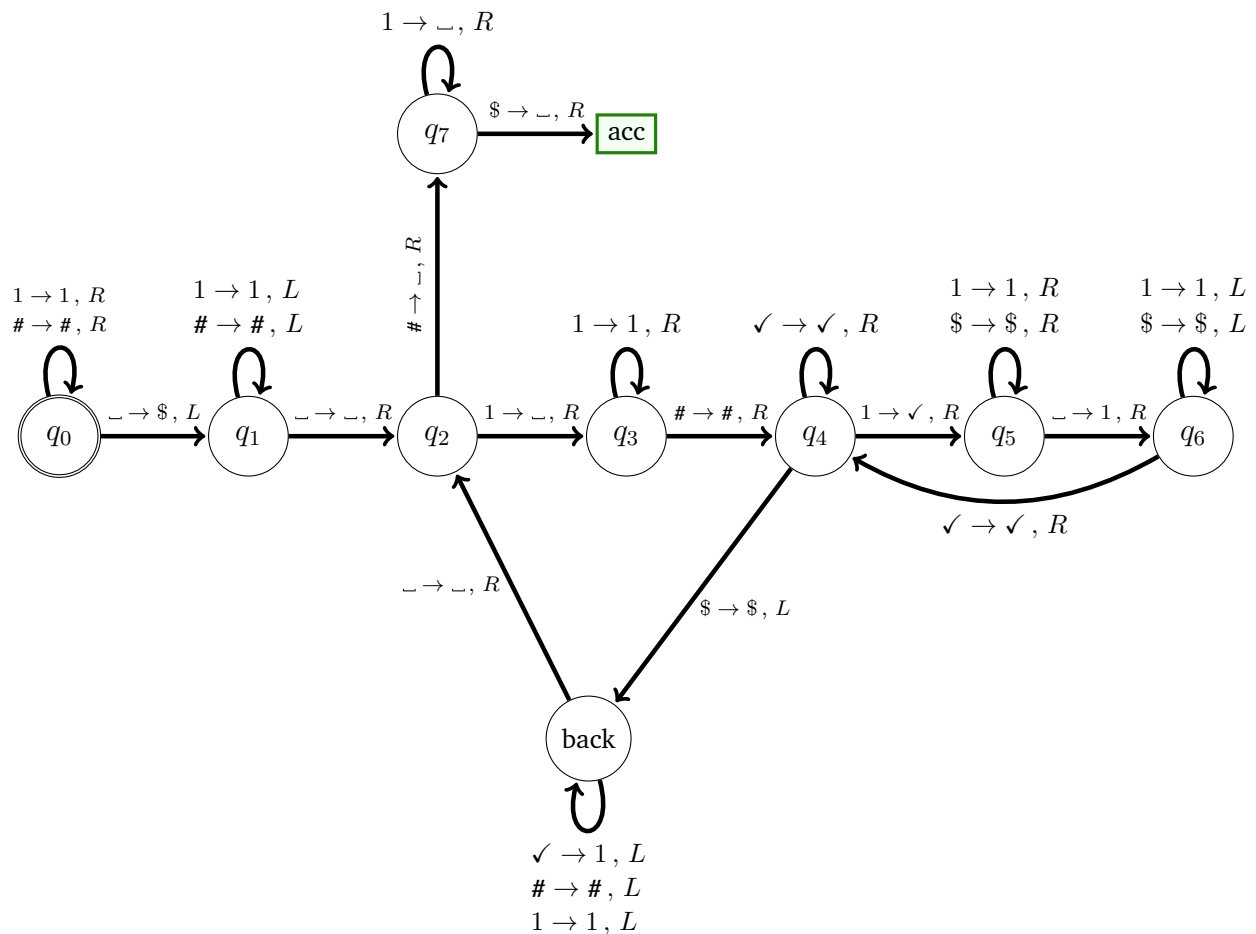 1 → ␣, R
$ → ␣, R
q7
acc
# → ␣, R
1 → 1, R
# → #, R
1 → 1, L
# → #, L
1 → 1, R
✓ → ✓, R
1 → 1, R
$ → $, R
1 → 1, L
$ → $, L
q0
␣ → $, L
q1
␣ → ␣, R
q2
1 → ␣, R
q3
# → #, R
q4
1 → ✓, R
q5
␣ → 1, R
q6
✓ → ✓, R
␣ → ␣, R
$ → $, L
back
✓ → 1, L
# → #, L
1 → 1, L